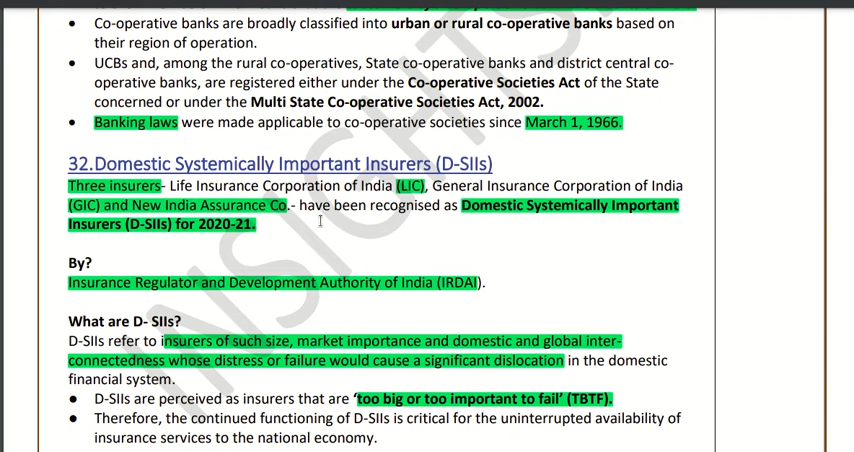 • Co-operative banks are broadly classified into urban or rural co-operative banks based on
their region of operation.
• UCBs and, among the rural co-operatives, State co-operative banks and district central co-
operative banks, are registered either under the Co-operative Societies Act of the State
concerned or under the Multi State Co-operative Societies Act, 2002.
• Banking laws were made applicable to co-operative societies since March 1, 1966.
32.Domestic Systemically Important Insurers (D-SIIs)
Three insurers- Life Insurance Corporation of India (LIC), General Insurance Corporation of India
(GIC) and New India Assurance Co.- have been recognised as Domestic Systemically Important
Insurers (D-SIIs) for 2020-21.
By?
Insurance Regulator and Development Authority of India (IRDAI).
What are D- SIIs?
D-SIIs refer to insurers of such size, market importance and domestic and global inter-
connectedness whose distress or failure would cause a significant dislocation in the domestic
financial system.
● D-SIIs are perceived as insurers that are ‘too big or too important to fail’ (TBTF).
● Therefore, the continued functioning of D-SIIs is critical for the uninterrupted availability of
insurance services to the national economy.
INSIGHTS